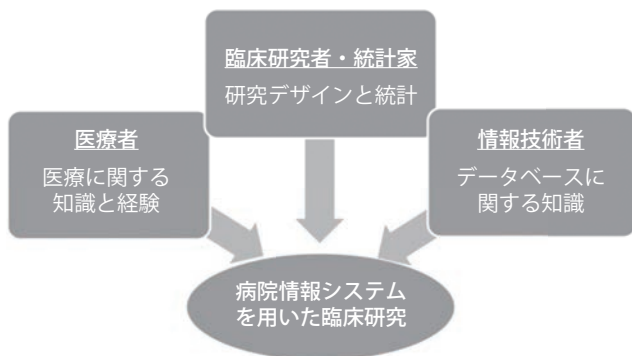 臨床研究者・統計家
研究デザインと統計
医療者
医療に関する
知識と経験
情報技術者
データベースに
関する知識
病院情報システム
を用いた臨床研究